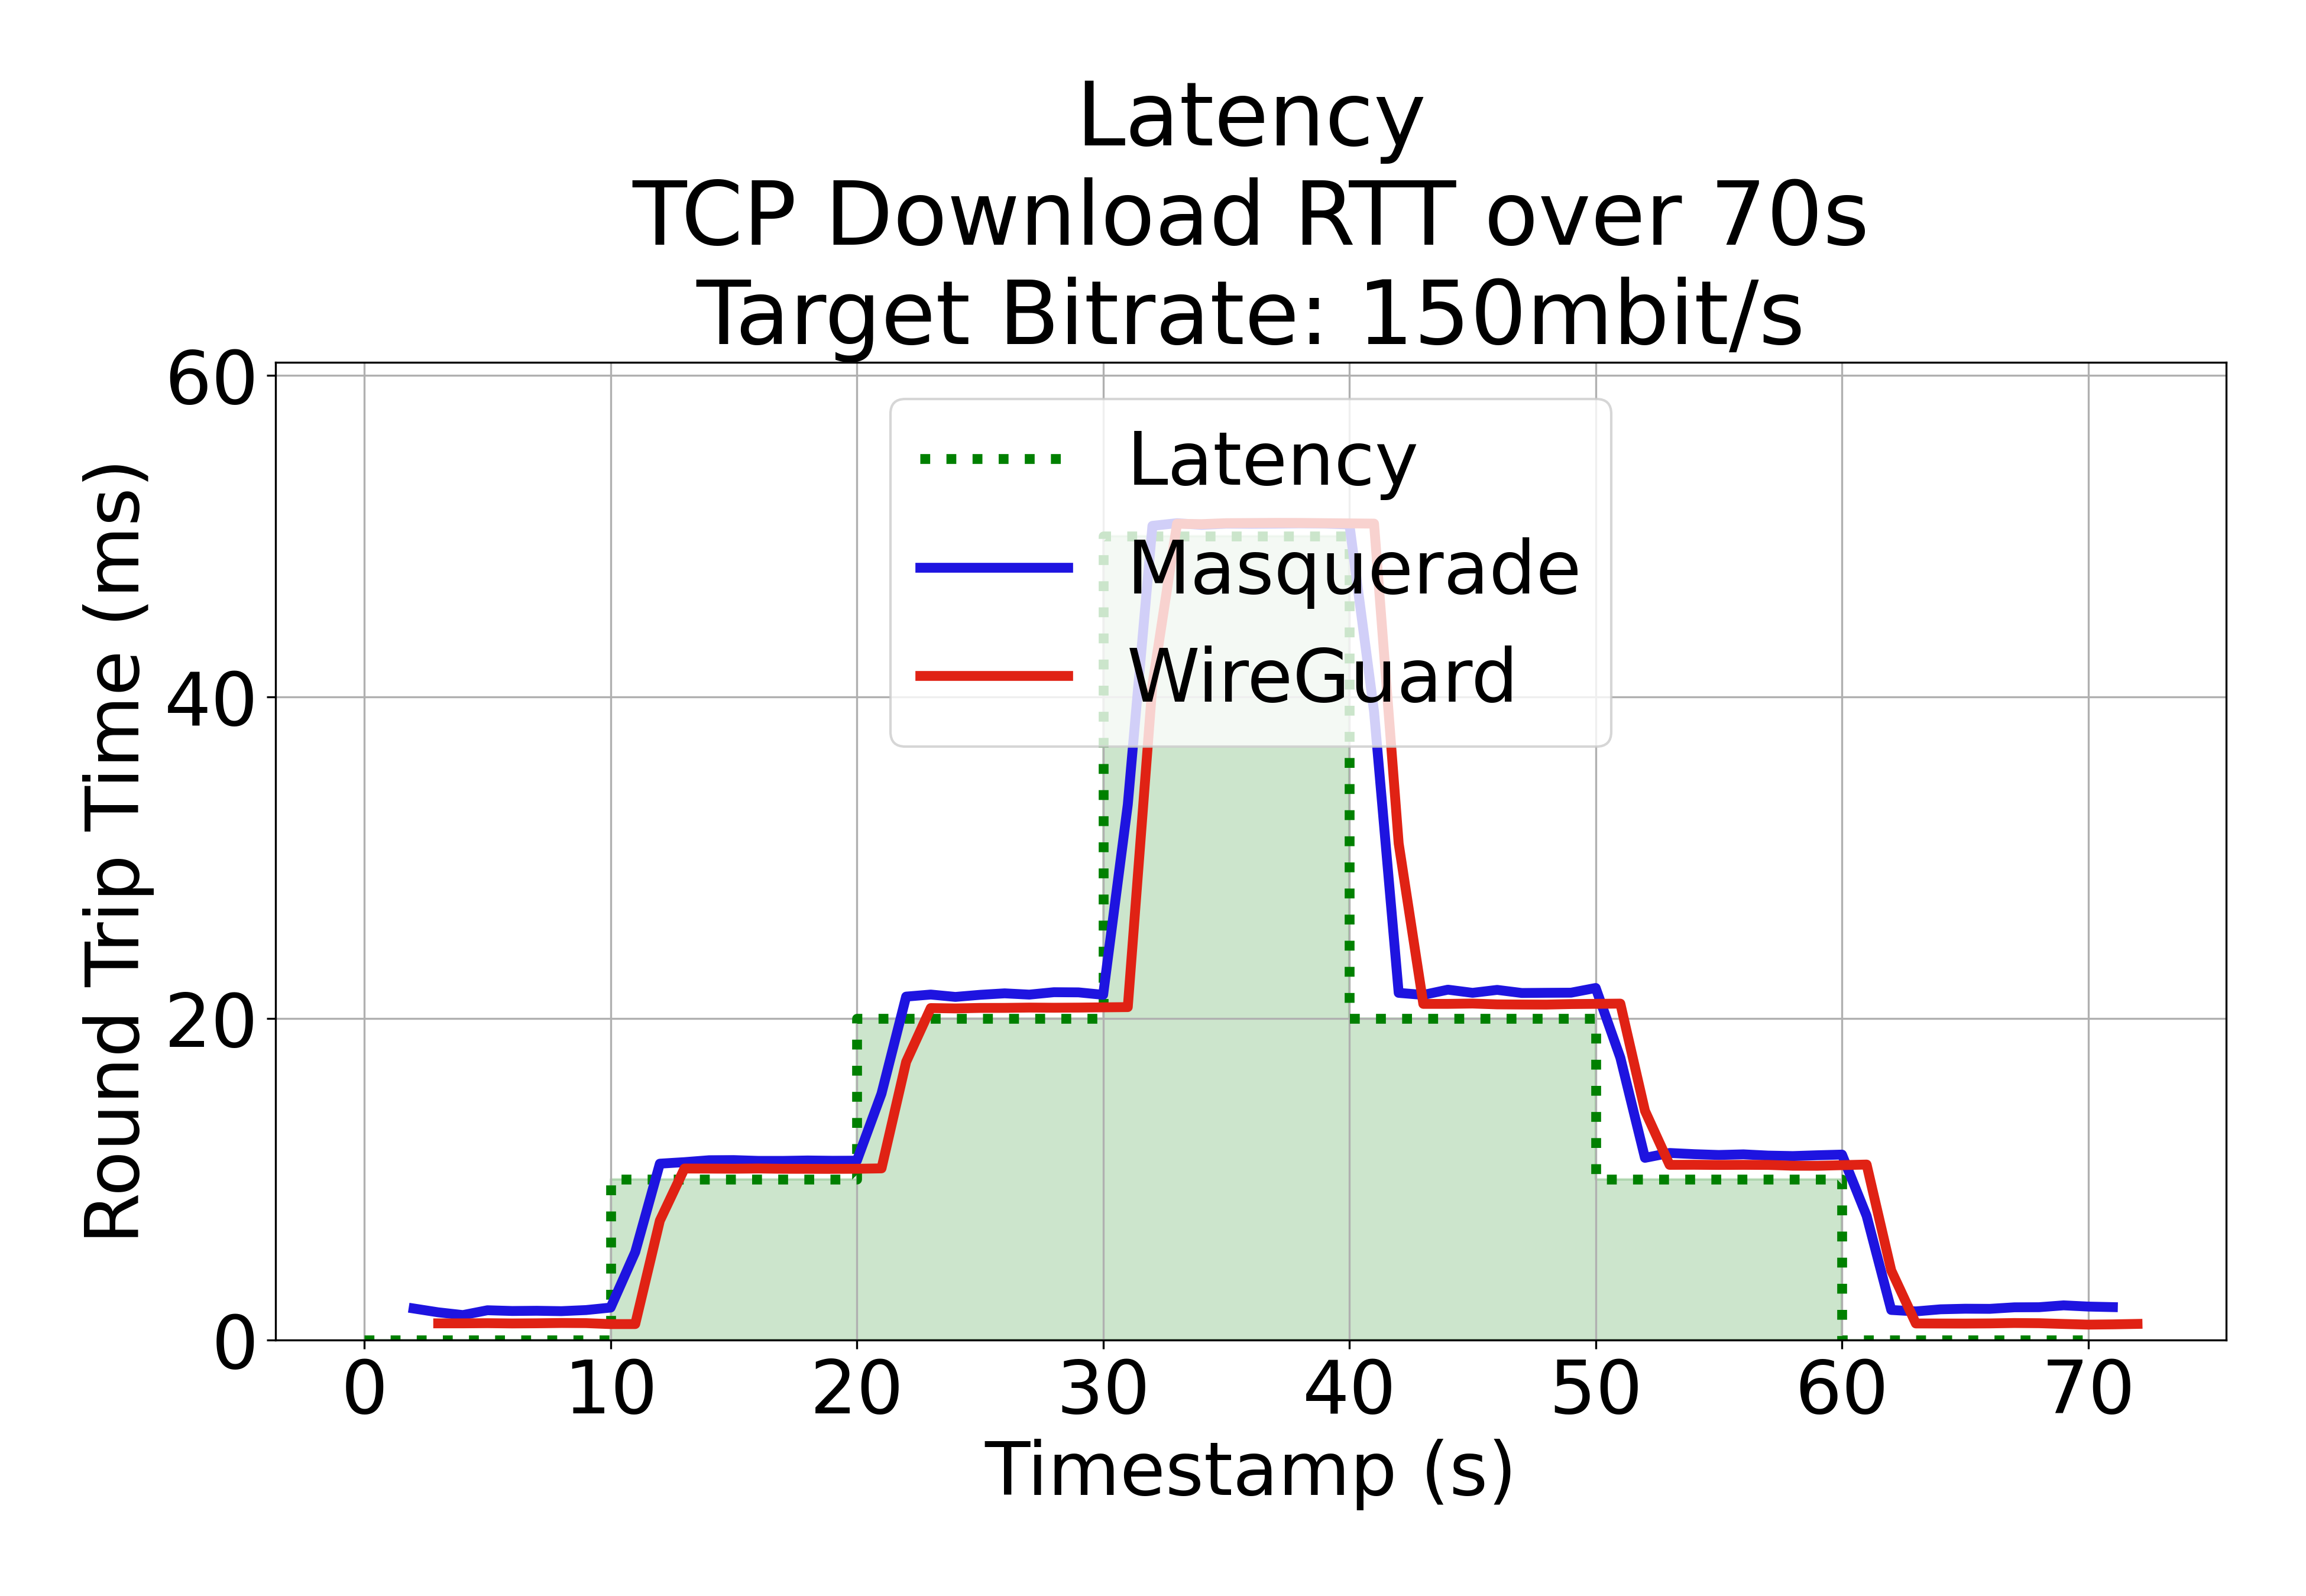 Latency
TCP Download RTT over 70s
Target Bitrate: 150mbit/s
Round Trip Time (ms)
60
40
20
0
Latency
Masquerade
WireGuard
0 10 20 30 40 50 60 70
Timestamp (s)